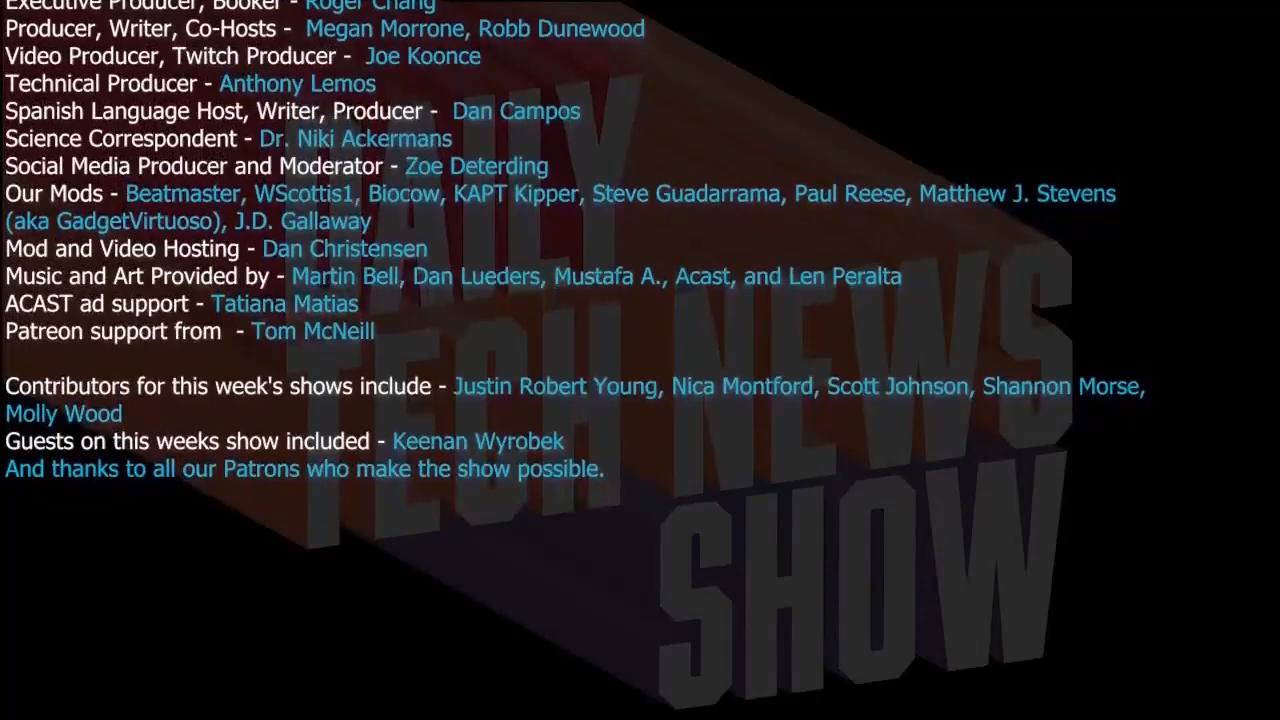 Executive Producer, Booker - Roger Chang
Producer, Writer, Co-Hosts -  Megan Morrone, Robb Dunewood
Video Producer, Twitch Producer -  Joe Koonce
Technical Producer - Anthony Lemos
Spanish Language Host, Writer, Producer -  Dan Campos
Science Correspondent - Dr. Niki Ackermans
Social Media Producer and Moderator - Zoe Deterding
Our Mods - Beatmaster, WScottis1, Biocow, KAPT Kipper, Steve Guadarrama, Paul Reese, Matthew J. Stevens
(aka GadgetVirtuoso), J.D. Gallaway
Mod and Video Hosting - Dan Christensen
Music and Art Provided by - Martin Bell, Dan Lueders, Mustafa A., Acast, and Len Peralta
ACAST ad support - Tatiana Matias
Patreon support from  - Tom McNeill
Contributors for this week's shows include - Justin Robert Young, Nica Montford, Scott Johnson, Shannon Morse,
Molly Wood
Guests on this weeks show included - Keenan Wyrobek
And thanks to all our Patrons who make the show possible.
DAILY
TECH NEWS
SHOW